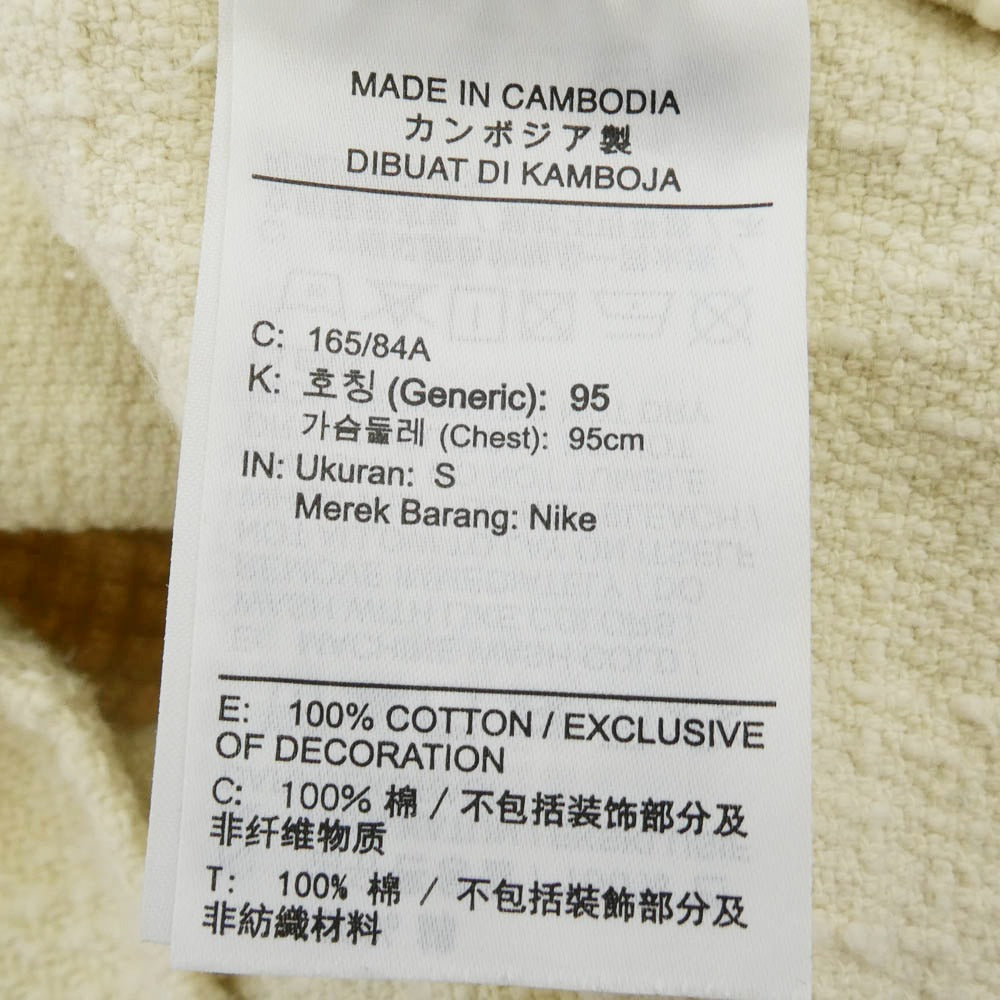 MADE IN CAMBODIA
カンボジア製
DIBUAT DI KAMBOJA
C: 165/84A
K: 호칭 (Generic): 95
가슴둘레 (Chest): 95cm
IN: Ukuran: S
Merek Barang: Nike
E: 100% COTTON / EXCLUSIVE
OF DECORATION
C: 100% 棉 / 不包括装饰部分及
非纤维物质
T: 100% 棉 / 不包括裝飾部分及
非紡織材料